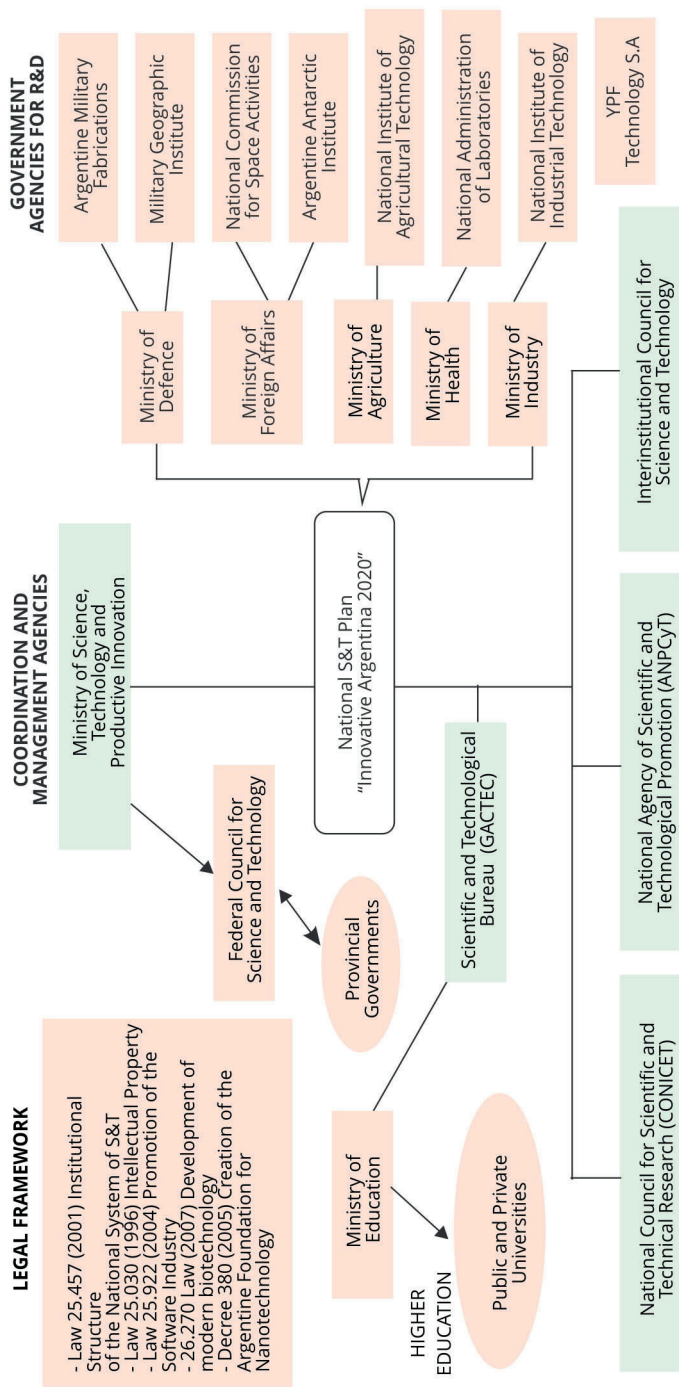 LEGAL FRAMEWORK
- Law 25.457 (2001) Institutional
Structure
of the National System of S&T
- Law 25.030 (1996) Intellectual Property
- Law 25.922 (2004) Promotion of the
Software Industry
- 26.270 Law (2007) Development of
modern biotechnology
- Decree 380 (2005) Creation of the
Argentine Foundation for
Nanotechnology
COORDINATION AND
MANAGEMENT AGENCIES
Ministry of Science,
Technology and
Productive Innovation
Federal Council for
Science and Technology
Provincial
Governments
National S&T Plan
“Innovative Argentina 2020”
GOVERNMENT
AGENCIES FOR R&D
Ministry of
Defence
Argentine Military
Fabrications
Military Geographic
Institute
Ministry of
Foreign Affairs
National Commission
for Space Activities
Argentine Antarctic
Institute
Ministry of
Agriculture
National Institute of
Agricultural Technology
Ministry of
Health
National Administration
of Laboratories
Ministry of
Industry
National Institute of
Industrial Technology
YPF
Technology S.A
Ministry of
Education
HIGHER
EDUCATION
Public and Private
Universities
Scientific and Technological
Bureau (GACTEC)
National Council for Scientific and
Technical Research (CONICET)
National Agency of Scientific and
Technological Promotion (ANPCyT)
Interinstitutional Council for
Science and Technology